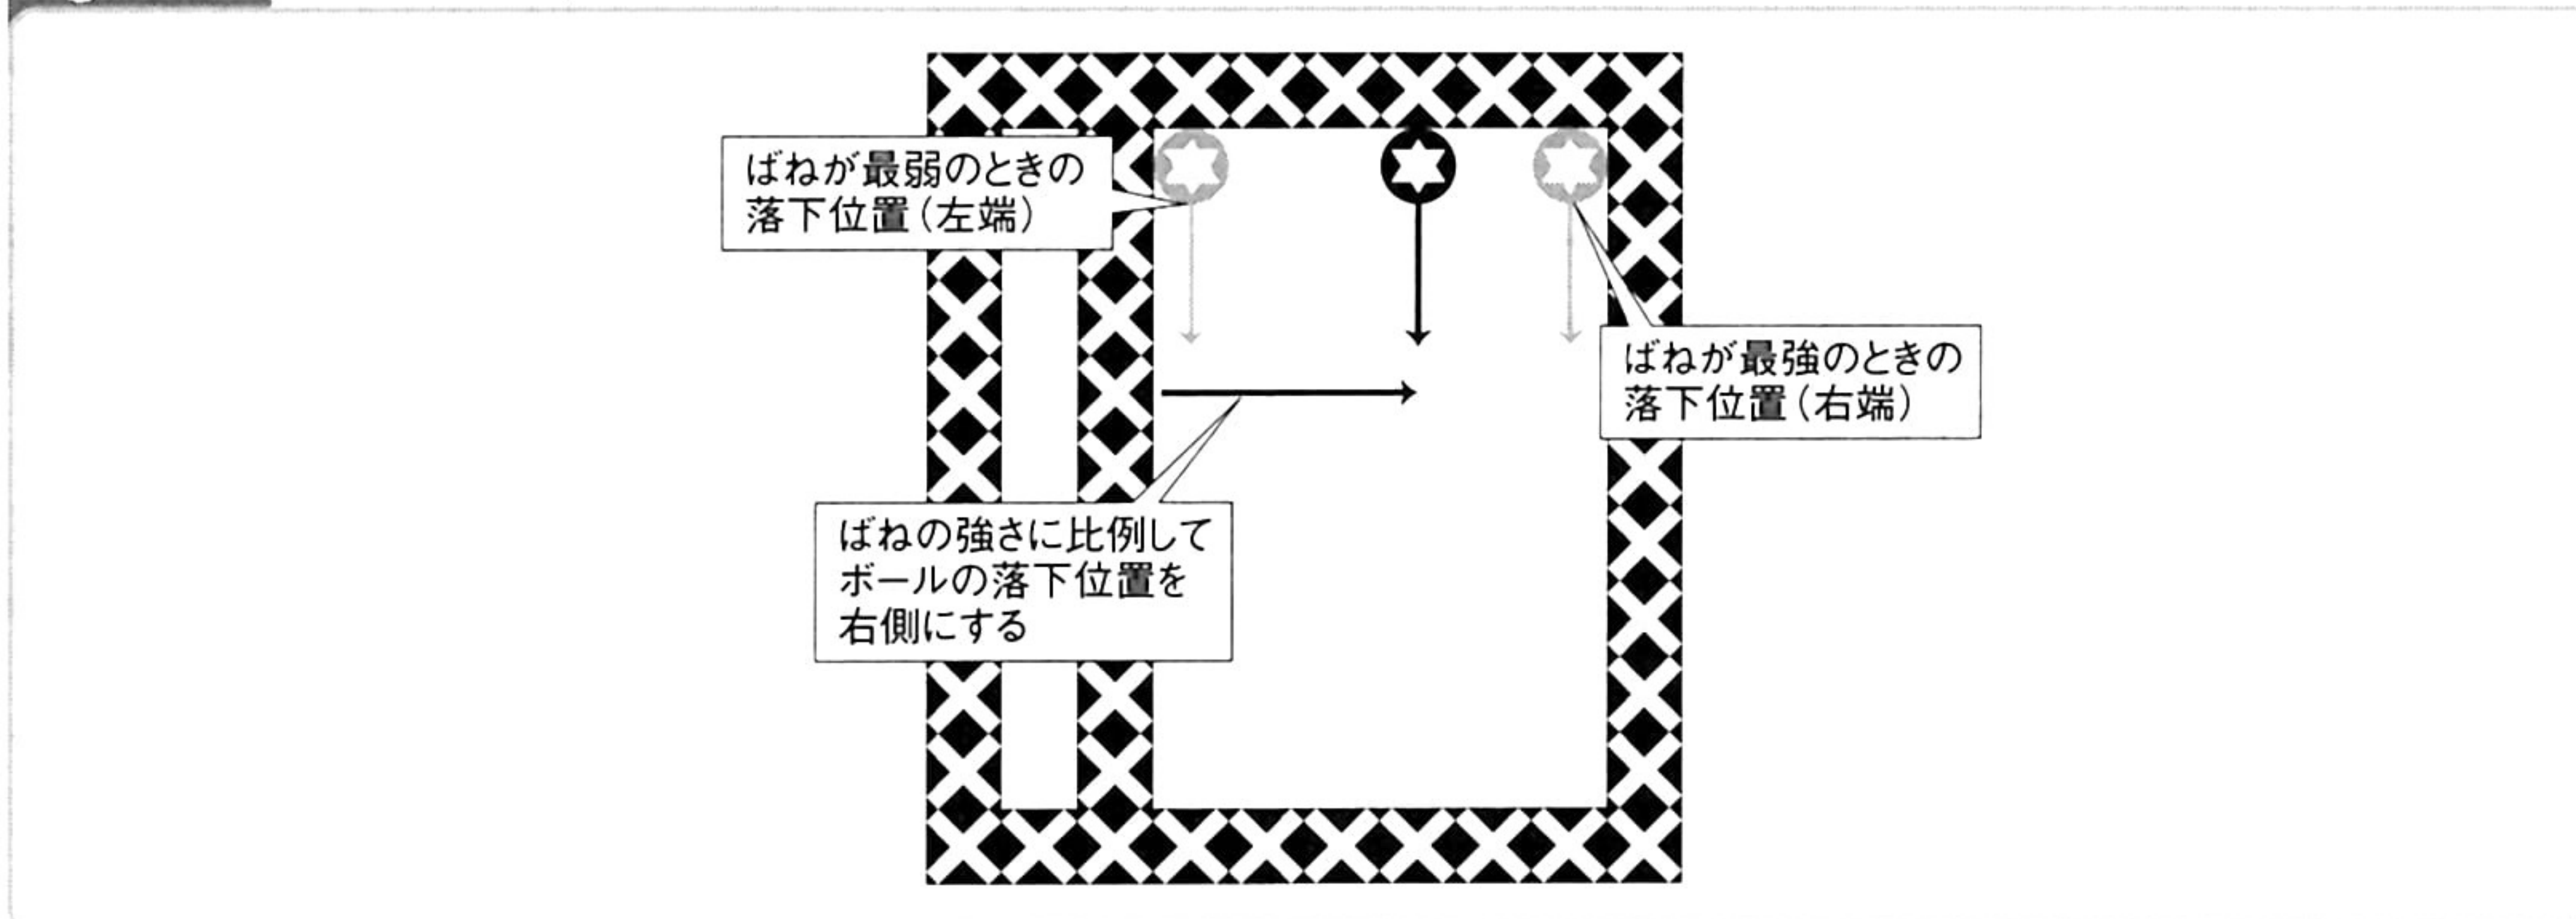 ばねが最弱のときの
落下位置(左端)
ばねが最強のときの
落下位置(右端)
ばねの強さに比例して
ボールの落下位置を
右側にする